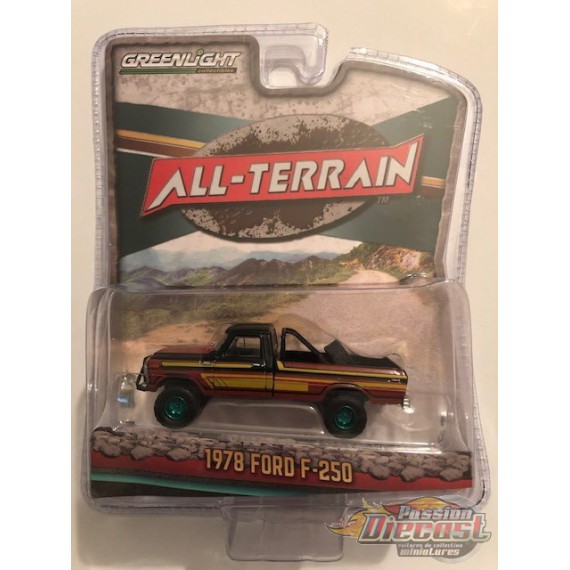 GREENLIGHT
collectibles
ALL-TERRAIN
TM
1978 FORD F-250
Passion
Diecast
voitures de collection
miniatures